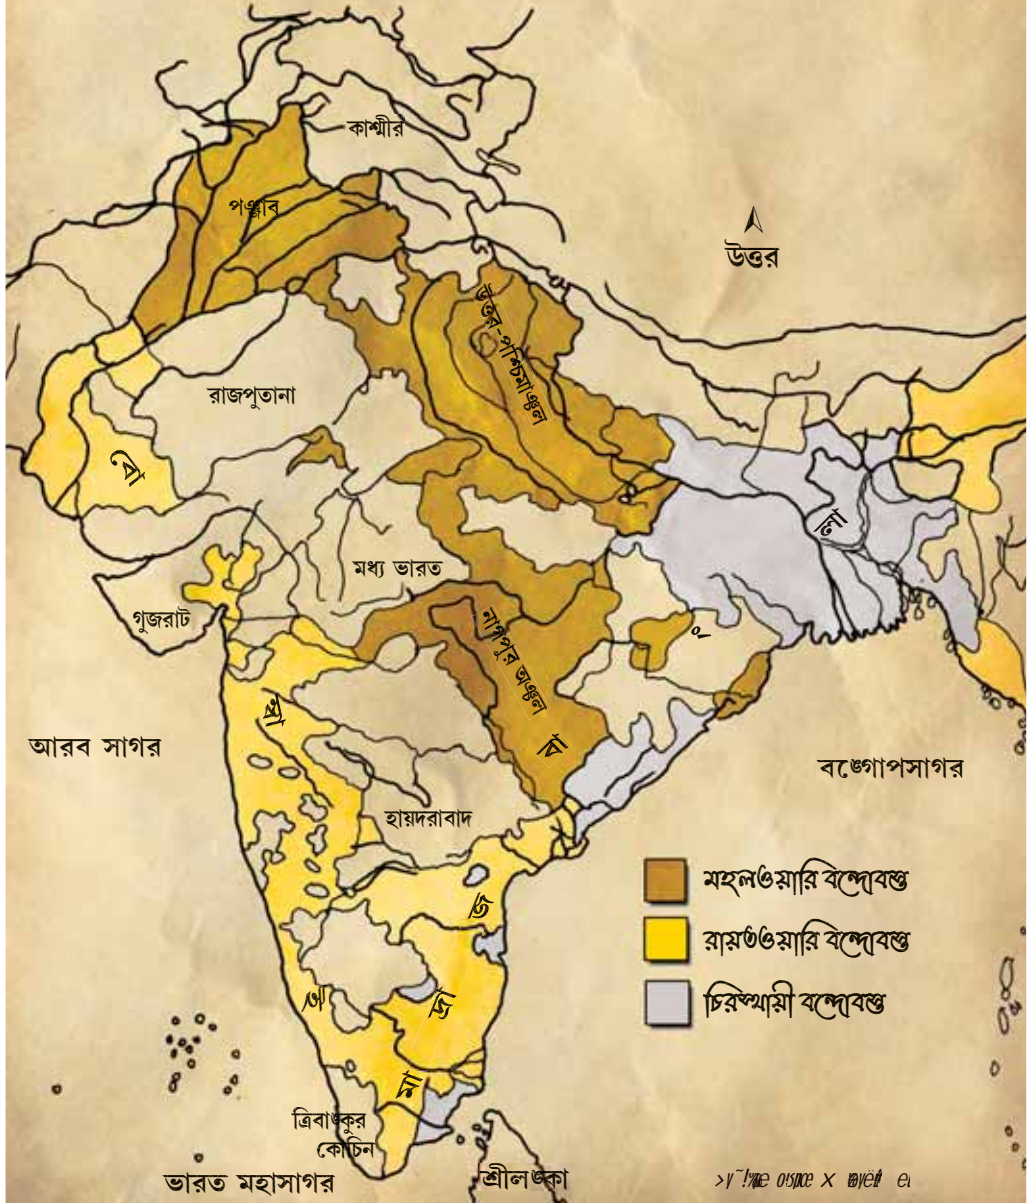 কাশ্মীর
পঞ্জাব
উত্তর
উত্তর-পশ্চিমাঞ্চল
রাজপুতানা
বো
লা
মধ্য ভারত
গুজরাট
নাগপুর অঞ্চল
বা
আরব সাগর
বঙ্গোপসাগর
হায়দরাবাদ
মহলওয়ারি বন্দোবস্ত
রায়তওয়ারি বন্দোবস্ত
চিরস্থায়ী বন্দোবস্ত
মা
ত্রিবাঙ্কুর
কোচিন
ভারত মহাসাগর
শ্রীলঙ্কা